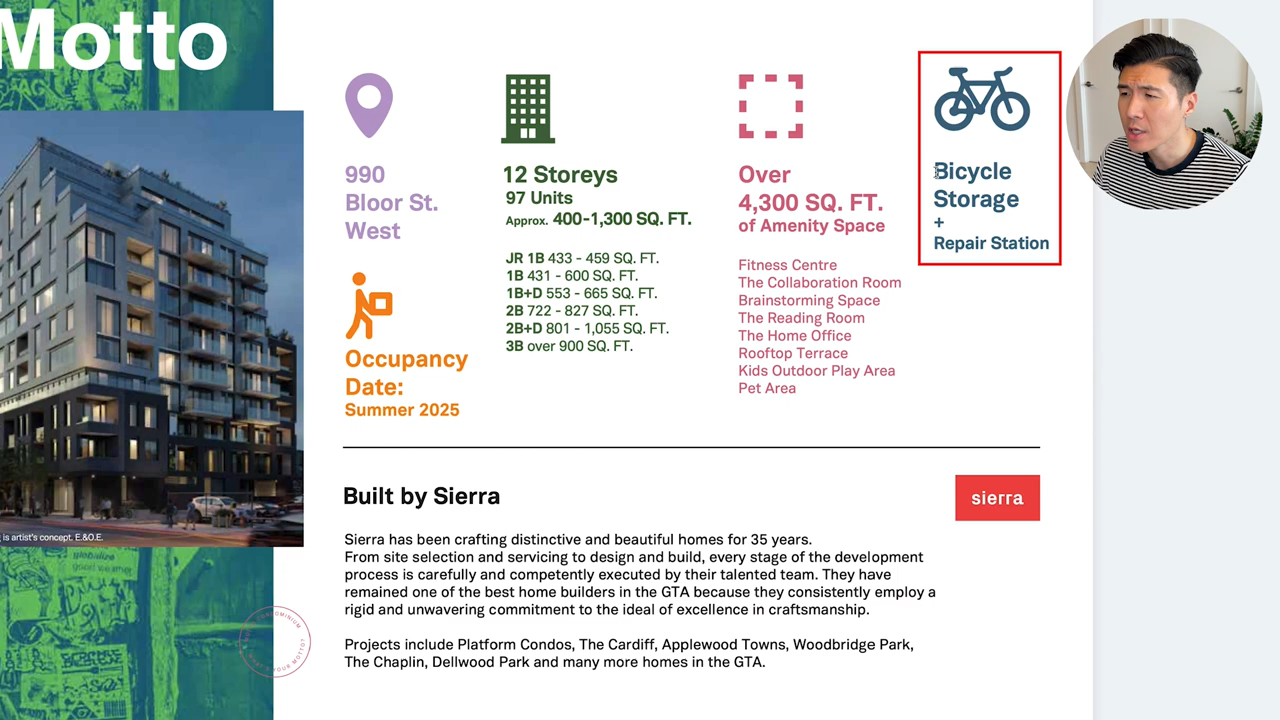 Motto
990
Bloor St.
West
Occupancy
Date:
Summer 2025
12 Storeys
97 Units
Approx. 400-1,300 SQ. FT.
JR 1B 433 - 459 SQ. FT.
1B 431 - 600 SQ. FT.
1B+D 553 - 665 SQ. FT.
2B 722 - 827 SQ. FT.
2B+D 801 - 1,055 SQ. FT.
3B over 900 SQ. FT.
Over
4,300 SQ. FT.
of Amenity Space
Fitness Centre
The Collaboration Room
Brainstorming Space
The Reading Room
The Home Office
Rooftop Terrace
Kids Outdoor Play Area
Pet Area
Bicycle
Storage
+
Repair Station
g is artist's concept. E.&O.E.
Built by Sierra
sierra
Sierra has been crafting distinctive and beautiful homes for 35 years.
From site selection and servicing to design and build, every stage of the development
process is carefully and competently executed by their talented team. They have
remained one of the best home builders in the GTA because they consistently employ a
rigid and unwavering commitment to the ideal of excellence in craftsmanship.
Projects include Platform Condos, The Cardiff, Applewood Towns, Woodbridge Park,
The Chaplin, Dellwood Park and many more homes in the GTA.